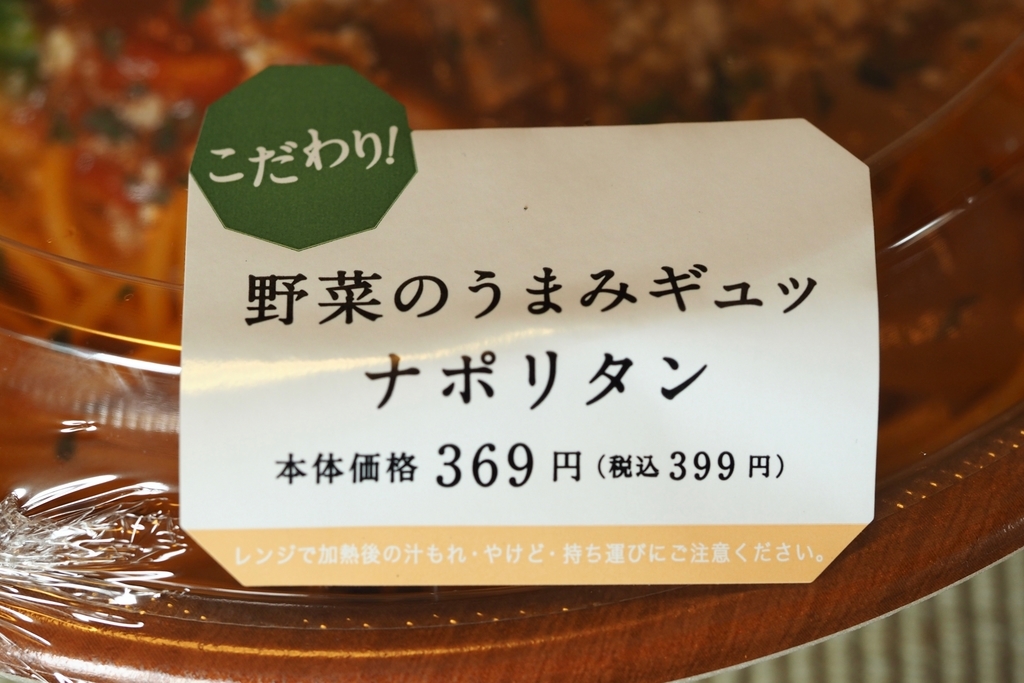 こだわり!
野菜のうまみギュッ
ナポリタン
本体価格 369 円 (税込 399 円)
レンジで加熱後の汁もれ・やけど・持ち運びにご注意ください。